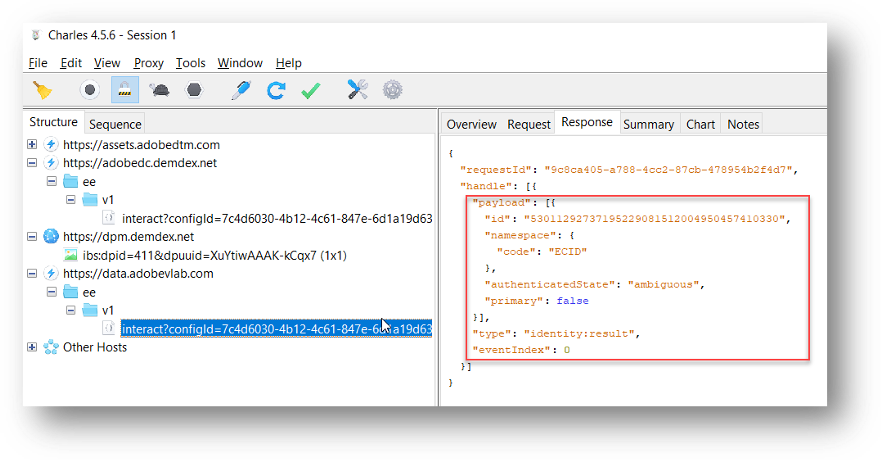 Charles 4.5.6 - Session 1
File Edit View Proxy Tools Window Help
Structure Sequence
https://assets.adobedtm.com
https://adobedc.demdex.net
ee
v1
interact?configId=7c4d6030-4b12-4c61-847e-6d1a19d63
https://dpm.demdex.net
ibs:dpid=411&dpuuid=XuYtiwAAAK-kCqx7 (1x1)
https://data.adobevlab.com
ee
v1
interact?configId=7c4d6030-4b12-4c61-847e-6d1a19d63
Other Hosts
Overview Request Response Summary Chart Notes
{
"requestId": "9c8ca405-a788-4cc2-87cb-478954b2f4d7",
"handle": [{
"payload": [{
"id": "53011292737195229081512004950457410330",
"namespace": {
"code": "ECID"
},
"authenticatedState": "ambiguous",
"primary": false
}],
"type": "identity:result",
"eventIndex": 0
}]
}